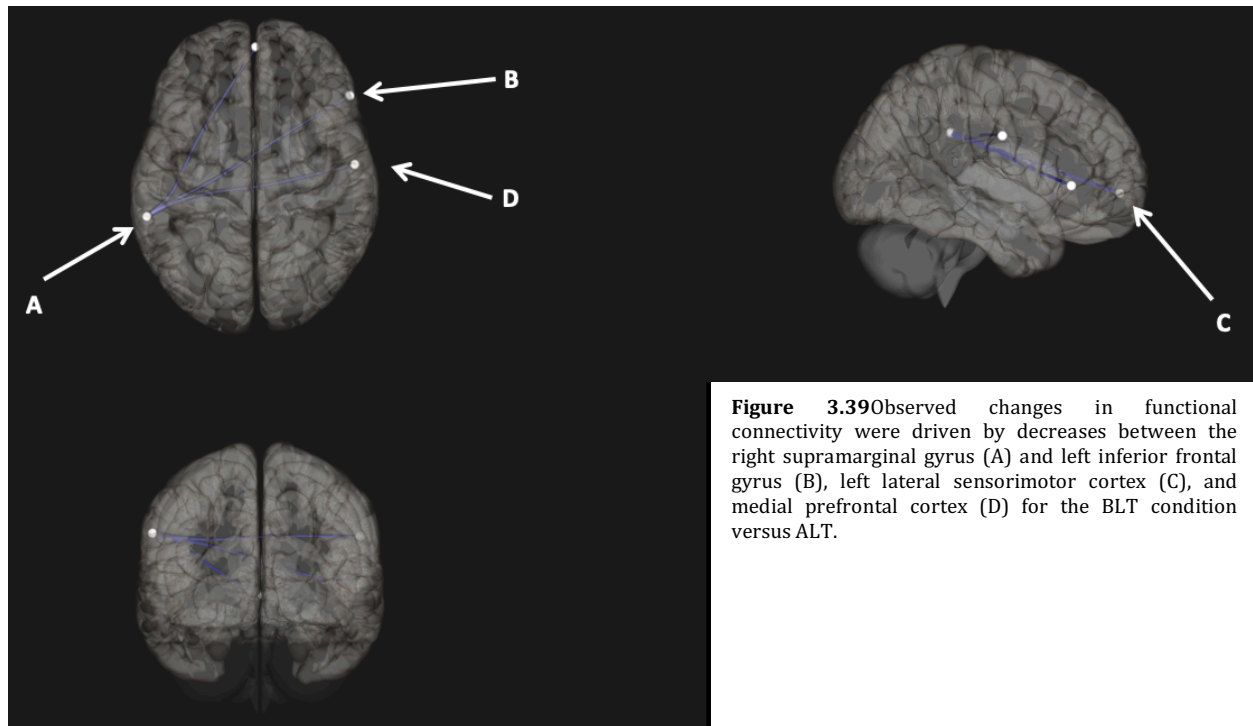 B
D
A
C
Figure 3.39Observed changes in functional
connectivity were driven by decreases between the
right supramarginal gyrus (A) and left inferior frontal
gyrus (B), left lateral sensorimotor cortex (C), and
medial prefrontal cortex (D) for the BLT condition
versus ALT.